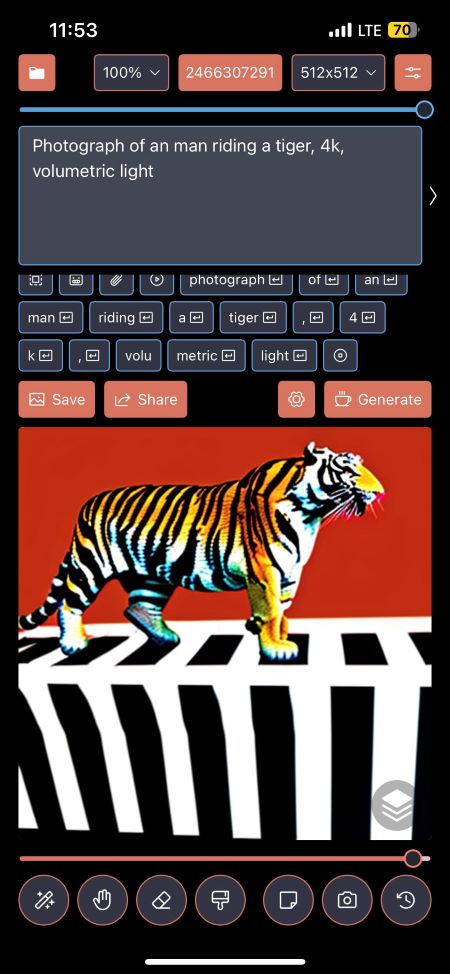 11:53 LTE 70
100% 2466307291 512x512
Photograph of an man riding a tiger, 4k,
volumetric light
photograph of an
man riding a tiger , 4
k , volu metric light
Save Share Generate